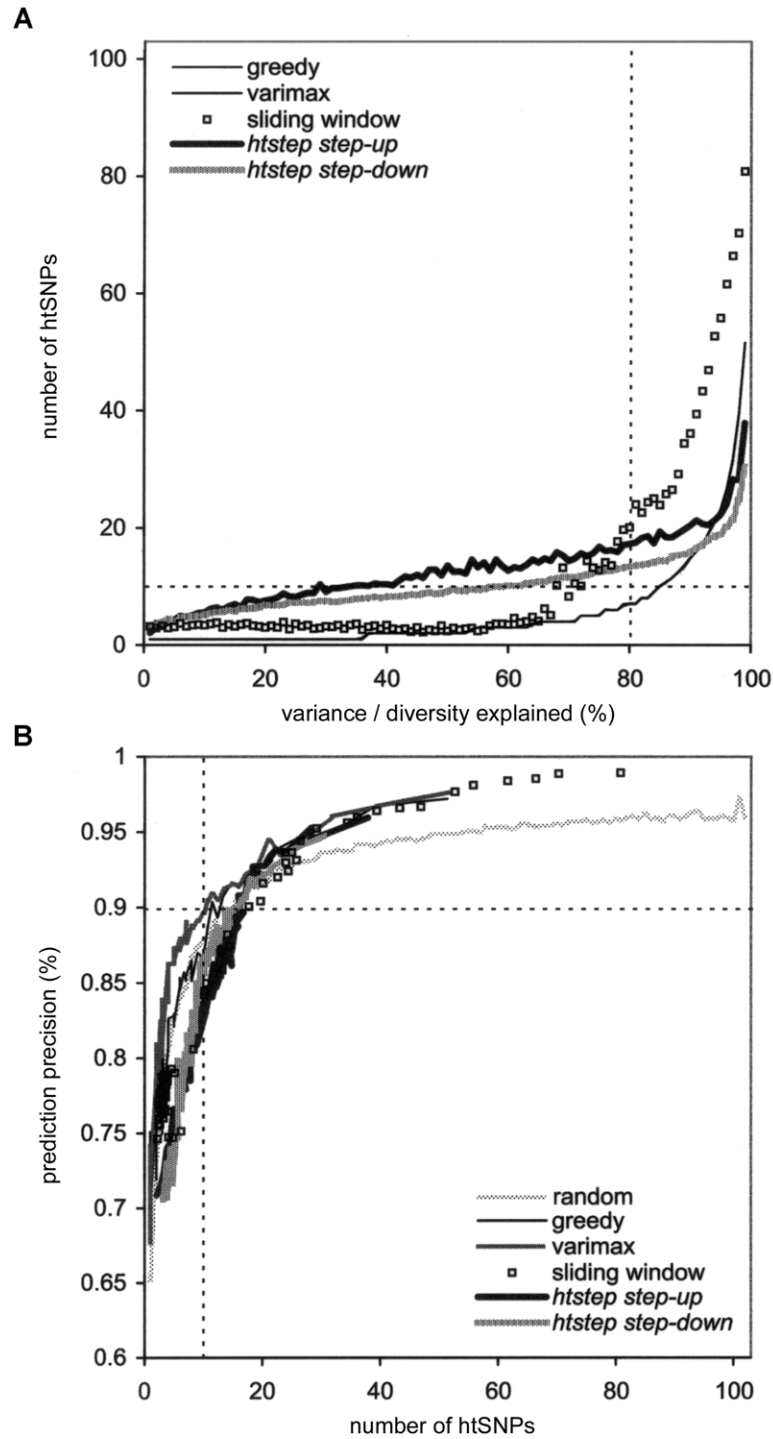 A
greedy
varimax
sliding window
htstep step-up
htstep step-down
100
80
60
40
20
0
number of htSNPs
0 20 40 60 80 100
variance / diversity explained (%)
B
1
0.95
0.9
0.85
0.8
0.75
0.7
0.65
0.6
prediction precision (%)
random
greedy
varimax
sliding window
htstep step-up
htstep step-down
0 20 40 60 80 100
number of htSNPs